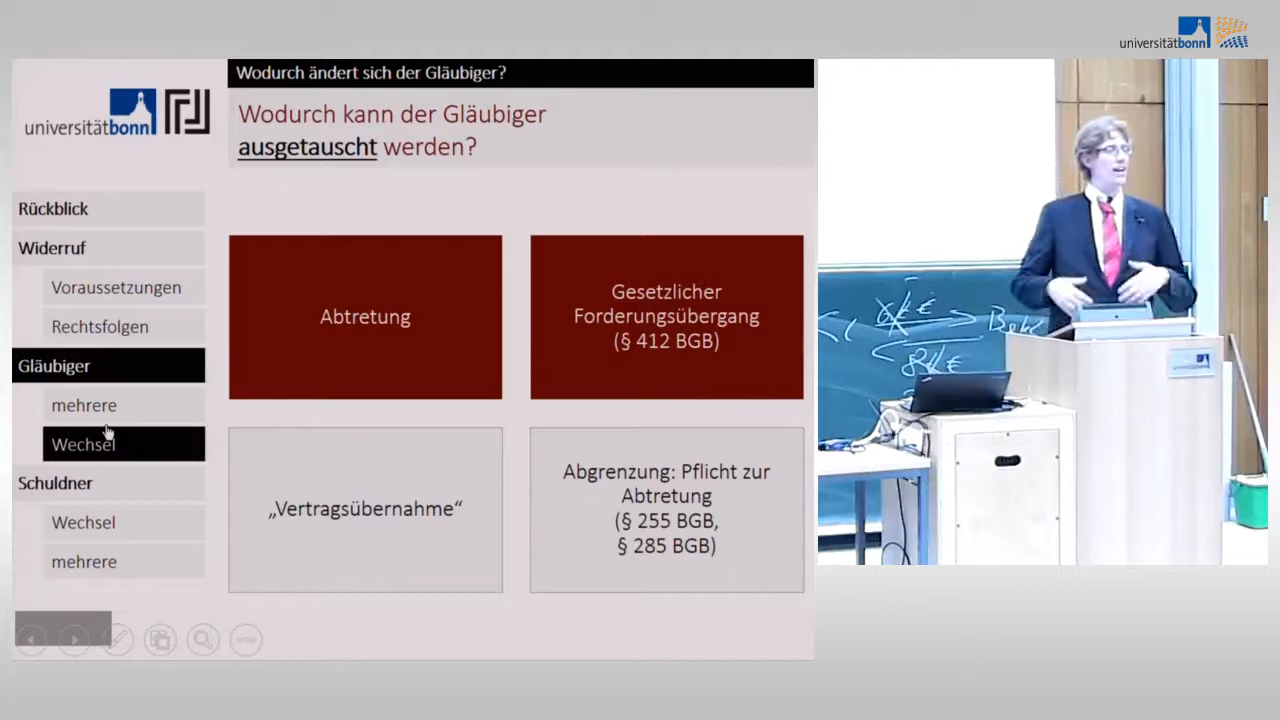 universitätbonn
Wodurch ändert sich der Gläubiger?
universitätbonn
Wodurch kann der Gläubiger
ausgetauscht werden?
Rückblick
Widerruf
Voraussetzungen
Rechtsfolgen
Gläubiger
mehrere
Wechsel
Schuldner
Wechsel
mehrere
Abtretung
Gesetzlicher
Forderungsübergang
(§ 412 BGB)
„Vertragsübernahme“
Abgrenzung: Pflicht zur
Abtretung
(§ 255 BGB,
§ 285 BGB)